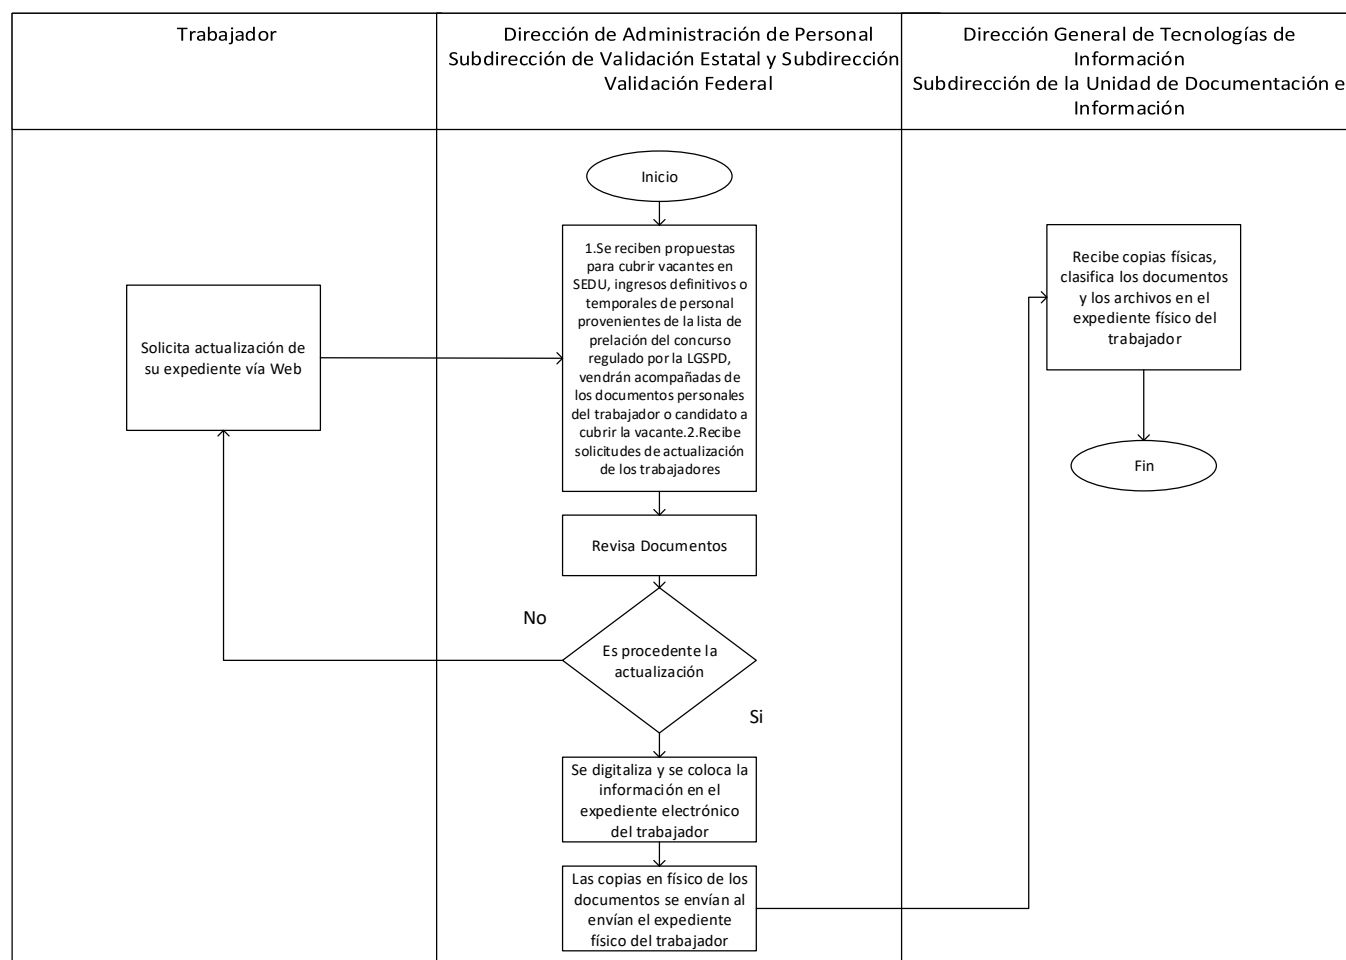 Trabajador
Dirección de Administración de Personal
Subdirección de Validación Estatal y Subdirección
Validación Federal
Dirección General de Tecnologías de
Información
Subdirección de la Unidad de Documentación e
Información
Inicio
1.Se reciben propuestas
para cubrir vacantes en
SEDU, ingresos definitivos o
temporales de personal
provenientes de la lista de
prelación del concurso
regulado por la LGSPD,
vendrán acompañadas de
los documentos personales
del trabajador o candidato a
cubrir la vacante.2.Recibe
solicitudes de actualización
de los trabajadores
Solicita actualización de
su expediente vía Web
Revisa Documentos
No
Es procedente la
actualización
Si
Se digitaliza y se coloca la
información en el
expediente electrónico
del trabajador
Las copias en físico de los
documentos se envían al
envían el expediente
físico del trabajador
Recibe copias físicas,
clasifica los documentos
y los archivos en el
expediente físico del
trabajador
Fin